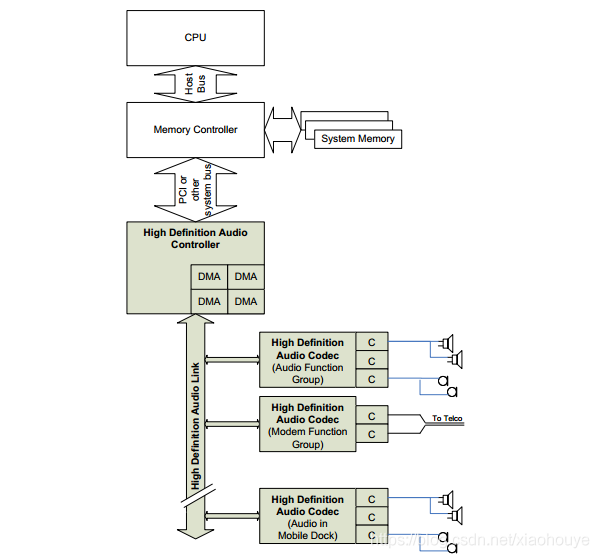 CPU
Host
Bus
Memory Controller
System Memory
PCI or
other
system bus
High Definition Audio
Controller
DMA DMA
DMA DMA
High Definition Audio Link
High Definition
Audio Codec
(Audio Function
Group)
C
C
C
High Definition
Audio Codec
(Modem Function
Group)
C
C
To Telco
High Definition
Audio Codec
(Audio in
Mobile Dock)
C
C
C
https://blog.csdn.net/xiaohouye